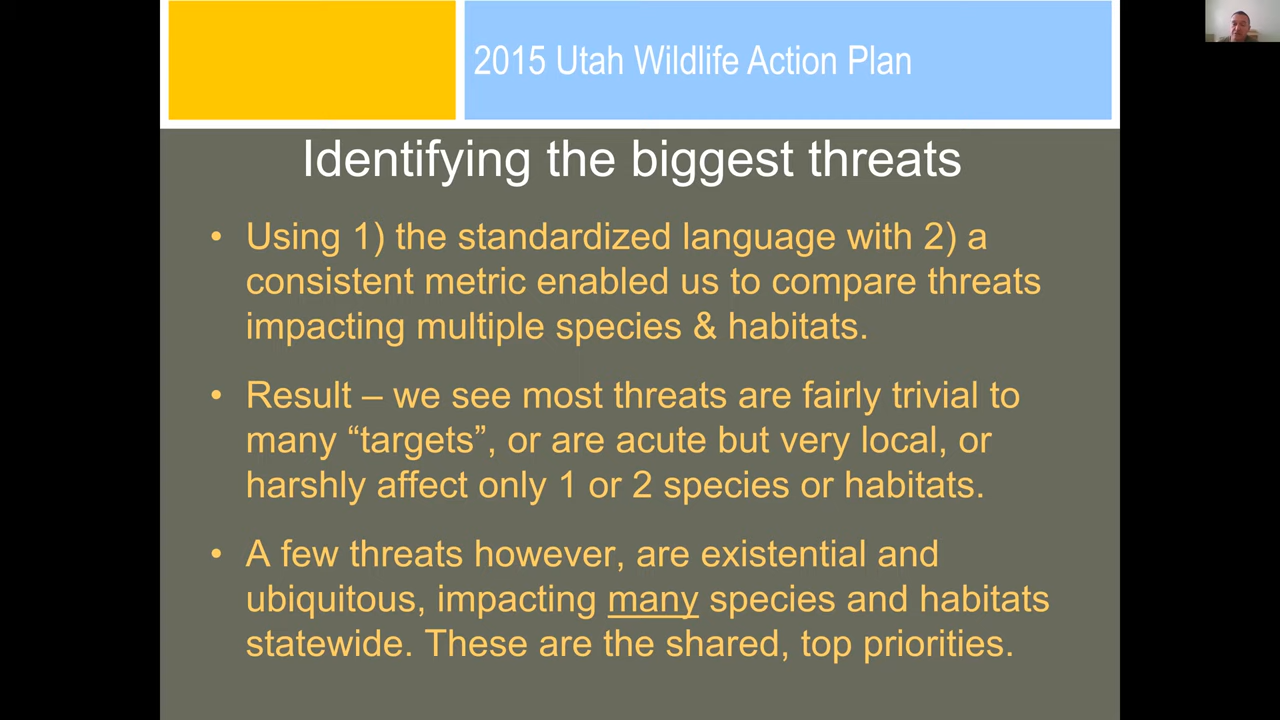 2015 Utah Wildlife Action Plan
Identifying the biggest threats
• Using 1) the standardized language with 2) a
consistent metric enabled us to compare threats
impacting multiple species & habitats.
• Result – we see most threats are fairly trivial to
many “targets”, or are acute but very local, or
harshly affect only 1 or 2 species or habitats.
• A few threats however, are existential and
ubiquitous, impacting many species and habitats
statewide. These are the shared, top priorities.